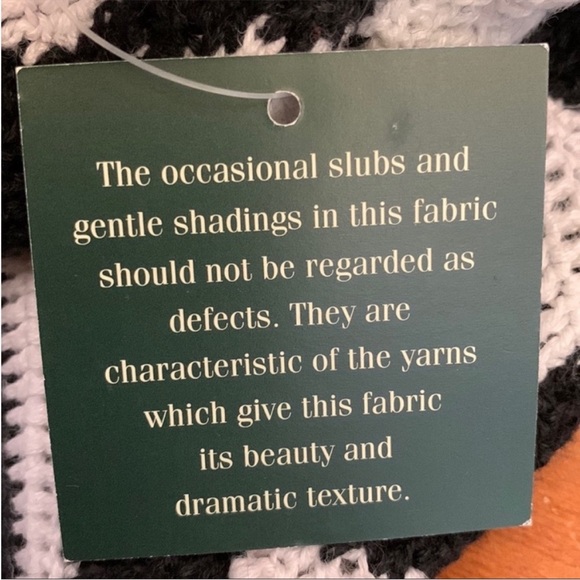 The occasional slubs and
gentle shadings in this fabric
should not be regarded as
defects. They are
characteristic of the yarns
which give this fabric
its beauty and
dramatic texture.